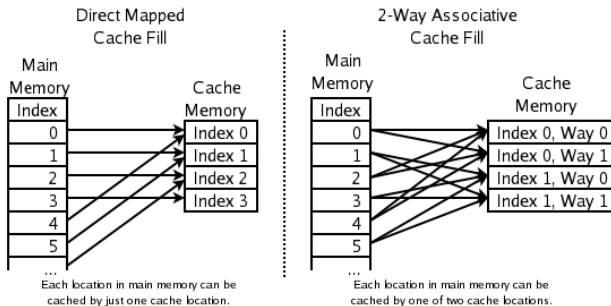 Direct Mapped
Cache Fill
Main
Memory
Index
0
1
2
3
4
5
...
Cache
Memory
Index 0
Index 1
Index 2
Index 3
Each location in main memory can be
cached by just one cache location.
2-Way Associative
Cache Fill
Main
Memory
Index
0
1
2
3
4
5
...
Cache
Memory
Index 0, Way 0
Index 0, Way 1
Index 1, Way 0
Index 1, Way 1
Each location in main memory can be
cached by one of two cache locations.